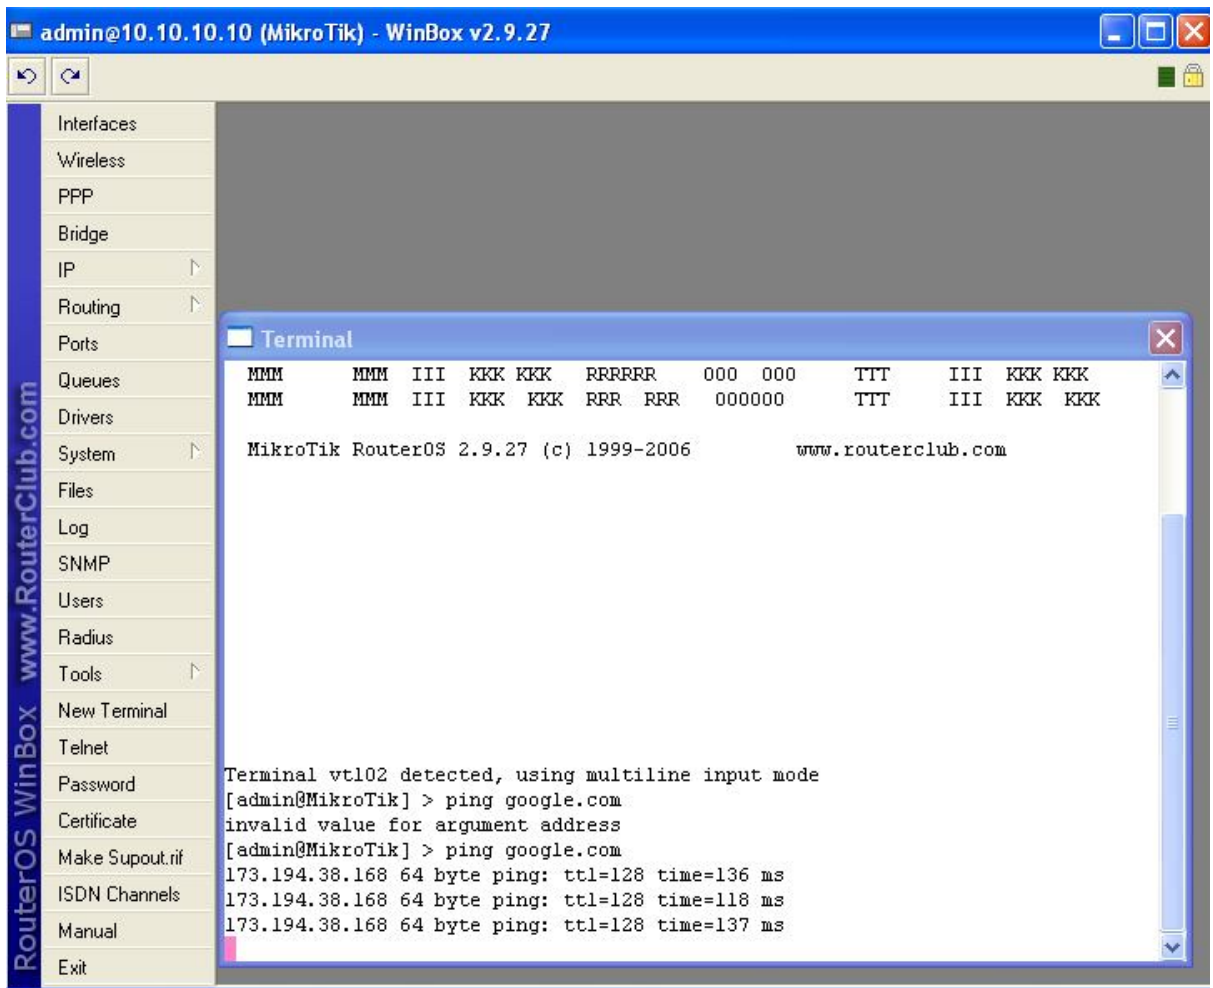 admin@10.10.10.10 (MikroTik) - WinBox v2.9.27
RouterOS WinBox www.RouterClub.com
Interfaces
Wireless
PPP
Bridge
IP
Routing
Ports
Queues
Drivers
System
Files
Log
SNMP
Users
Radius
Tools
New Terminal
Telnet
Password
Certificate
Make Supout.rif
ISDN Channels
Manual
Exit
Terminal
MMM MMM III KKK KKK RRRRRR OOO OOO TTT III KKK KKK
MMM MMM III KKK KKK RRR RRR OOOOOO TTT III KKK KKK
MikroTik RouterOS 2.9.27 (c) 1999-2006 www.routerclub.com
Terminal vt102 detected, using multiline input mode
[admin@MikroTik] > ping google.com
invalid value for argument address
[admin@MikroTik] > ping google.com
173.194.38.168 64 byte ping: ttl=128 time=136 ms
173.194.38.168 64 byte ping: ttl=128 time=118 ms
173.194.38.168 64 byte ping: ttl=128 time=137 ms